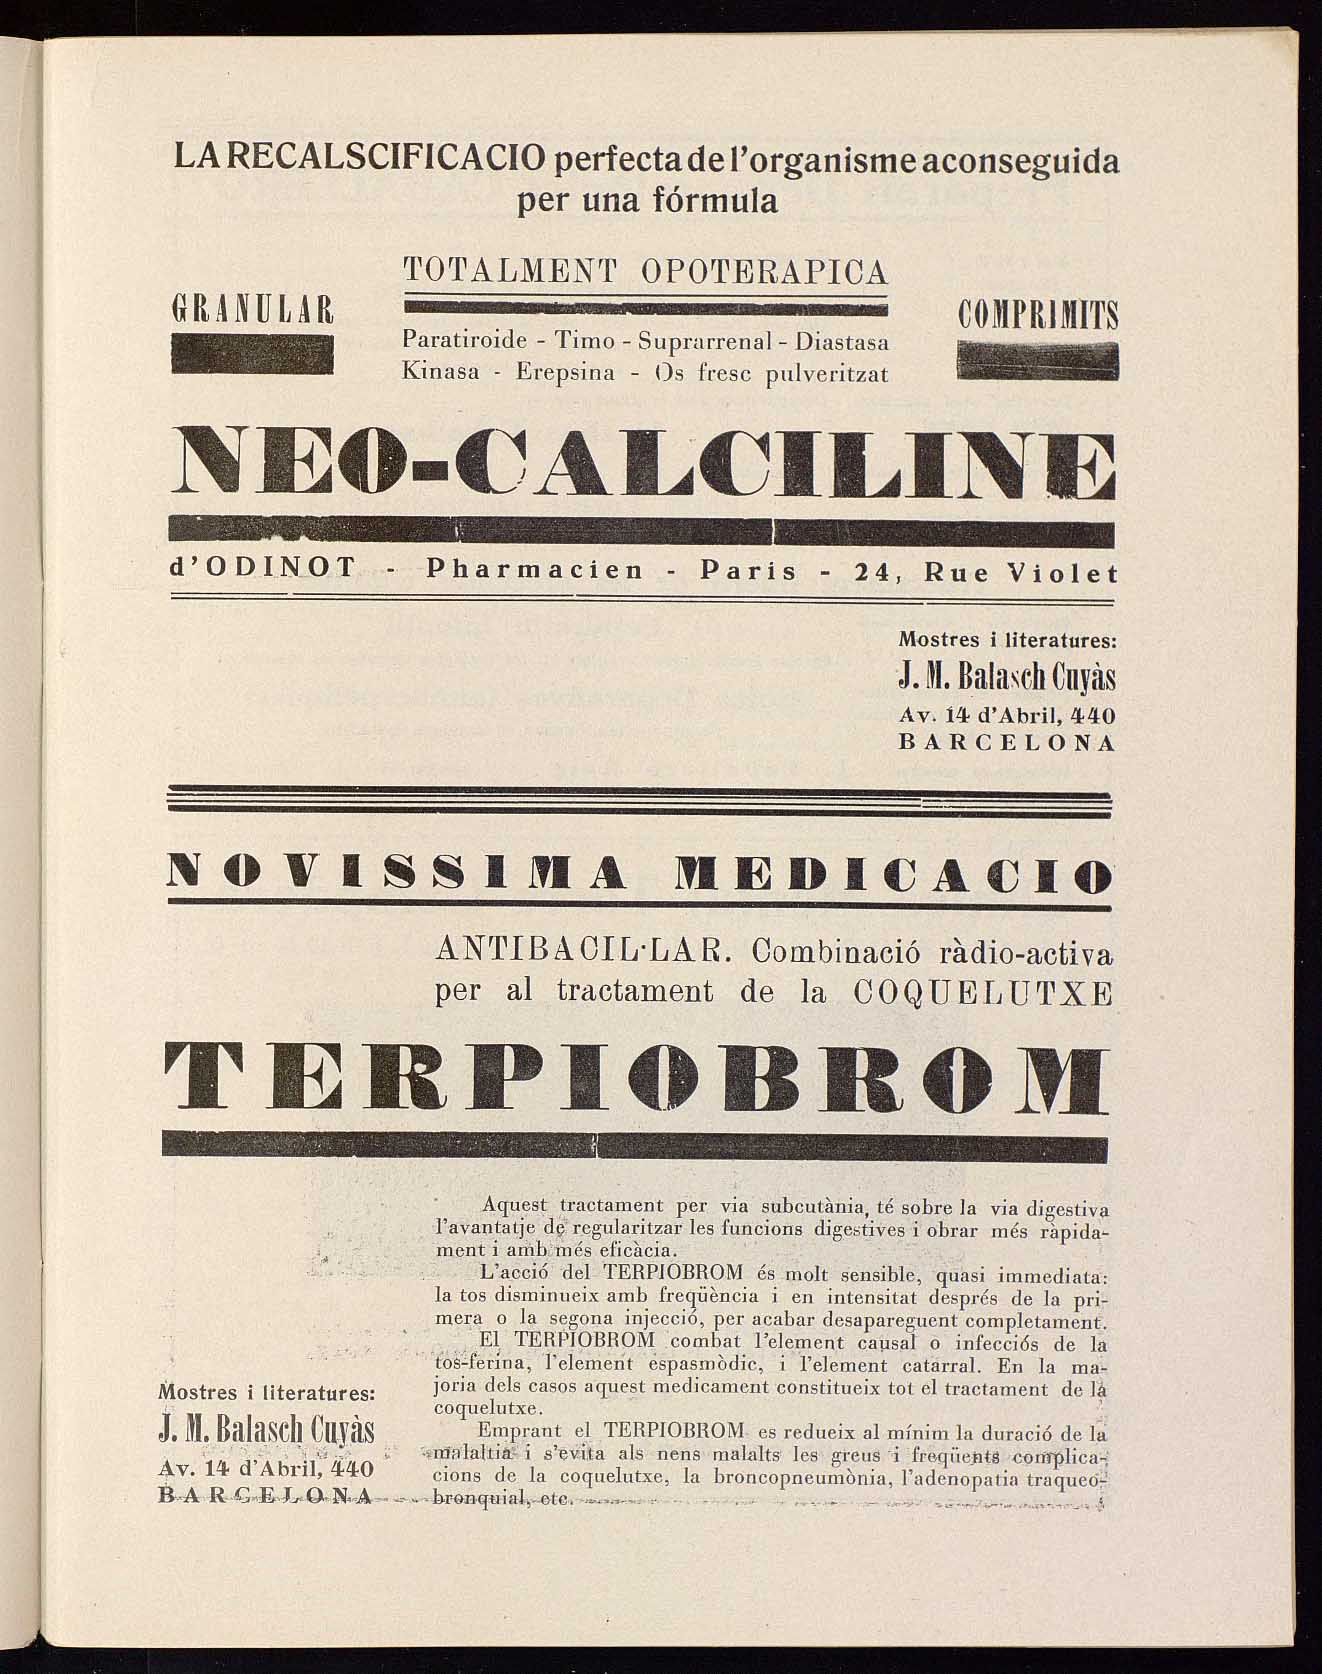 LA RECALSCIFICACIO perfecta de l'organisme aconseguida
per una fórmula
TOTALMENT OPOTERAPICA
GRANULAR
COMPRIMITS
Paratiroide - Timo - Suprarrenal - Diastasa
Kinasa - Erepsina - Os fresc pulveritzat
NEO-CALCILINE
d'ODINOT - Pharmacien - Paris - 24, Rue Violet
Mostres i literatures:
J. M. Balasch Cuyàs
Av. 14 d'Abril, 440
BARCELONA
NOVISSIMA MEDICACIO
ANTIBACIL·LAR. Combinació ràdio-activa
per al tractament de la COQUELUTXE
TERPIOBROM
Aquest tractament per via subcutània, té sobre la via digestiva
l'avantatje de regularitzar les funcions digestives i obrar més ràpida-
ment i amb més eficàcia.
L'acció del TERPIOBROM és molt sensible, quasi immediata:
la tos disminueix amb freqüència i en intensitat després de la pri-
mera o la segona injecció, per acabar desapareguent completament.
El TERPIOBROM combat l'element causal o infecciós de la
tos-ferina, l'element espasmòdic, i l'element catarral. En la ma-
joria dels casos aquest medicament constitueix tot el tractament de la
coquelutxe.
Emprant el TERPIOBROM es redueix al mínim la duració de la
malaltia i s'evita als nens malalts les greus i freqüents complica-
cions de la coquelutxe, la broncopneumònia, l'adenopatia traqueo-
bronquial, etc.
Mostres i literatures:
J. M. Balasch Cuyàs
Av. 14 d'Abril, 440
BARCELONA